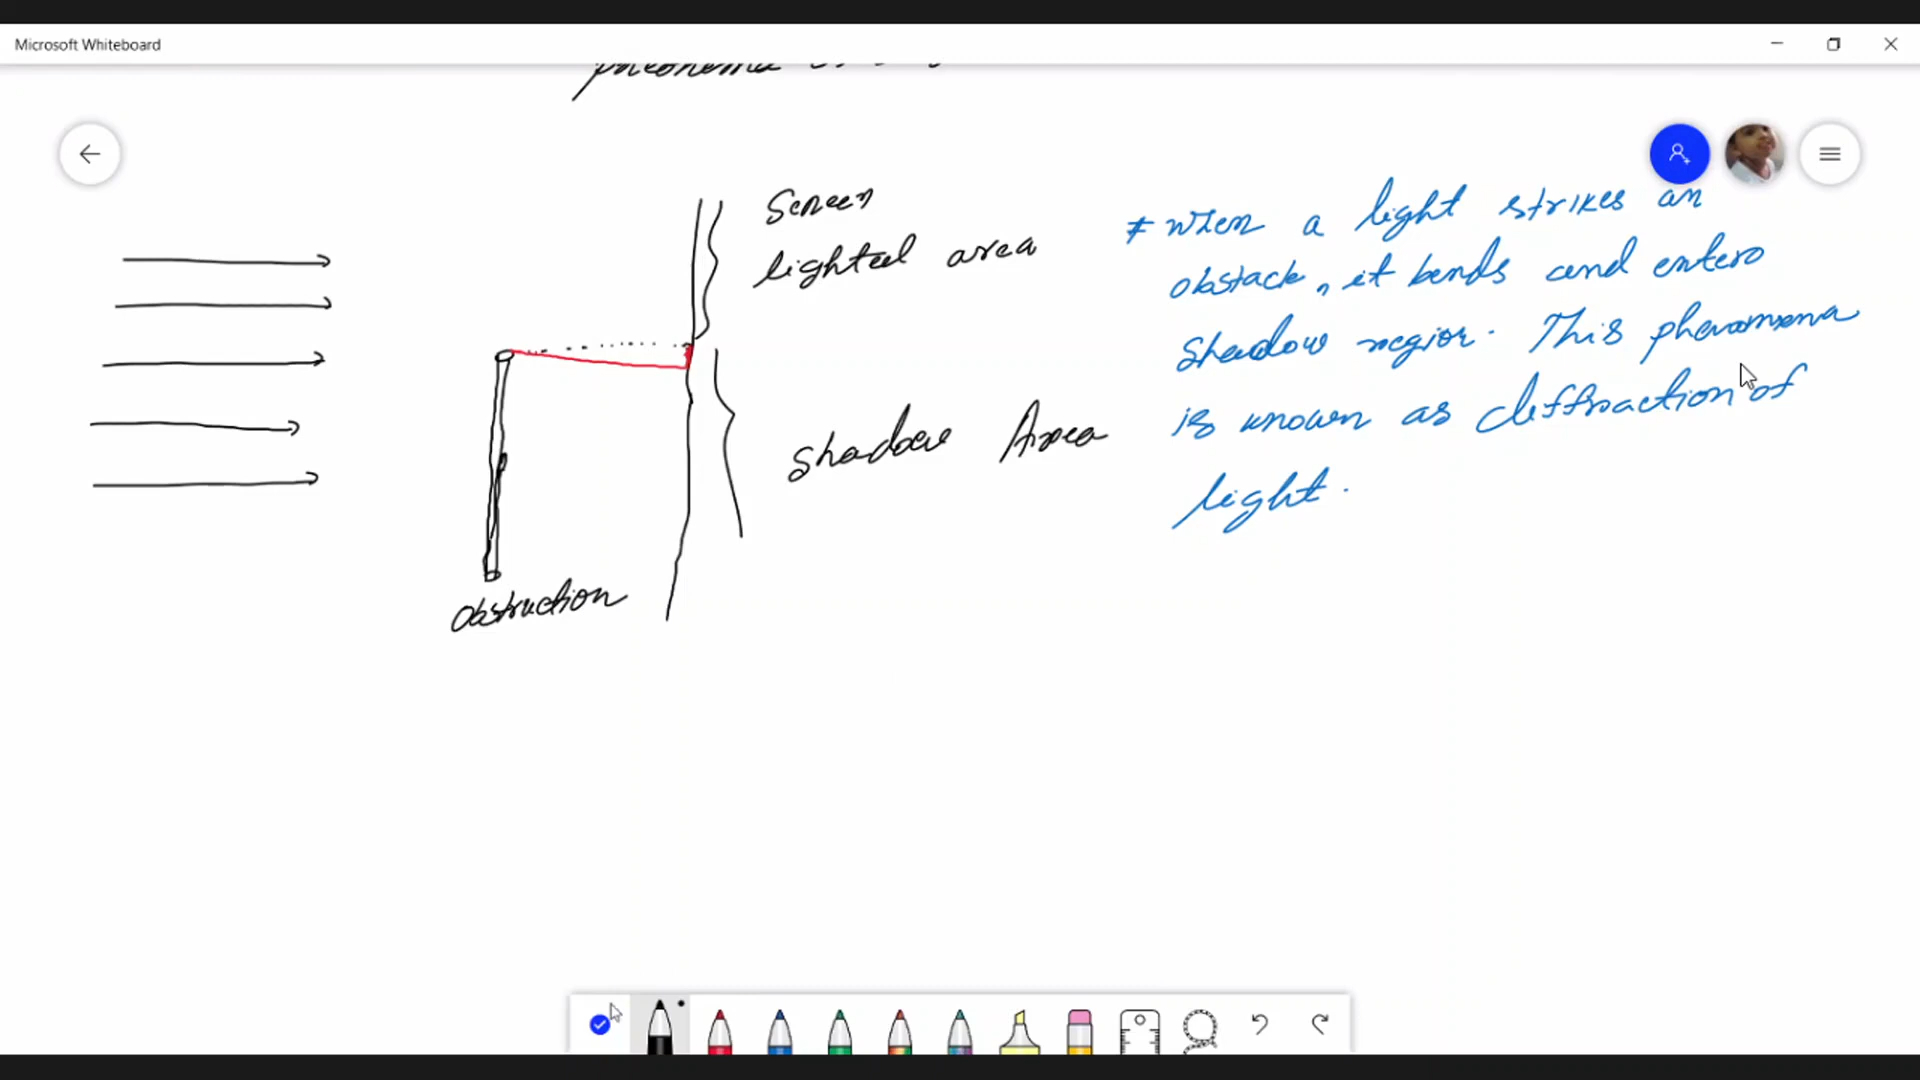 Microsoft Whiteboard
Screen
lighted area
Shadow Area
obstruction
* When a light strikes an
obstacle, it bends and enters
shadow region. This phenomena
is known as diffraction of
light.